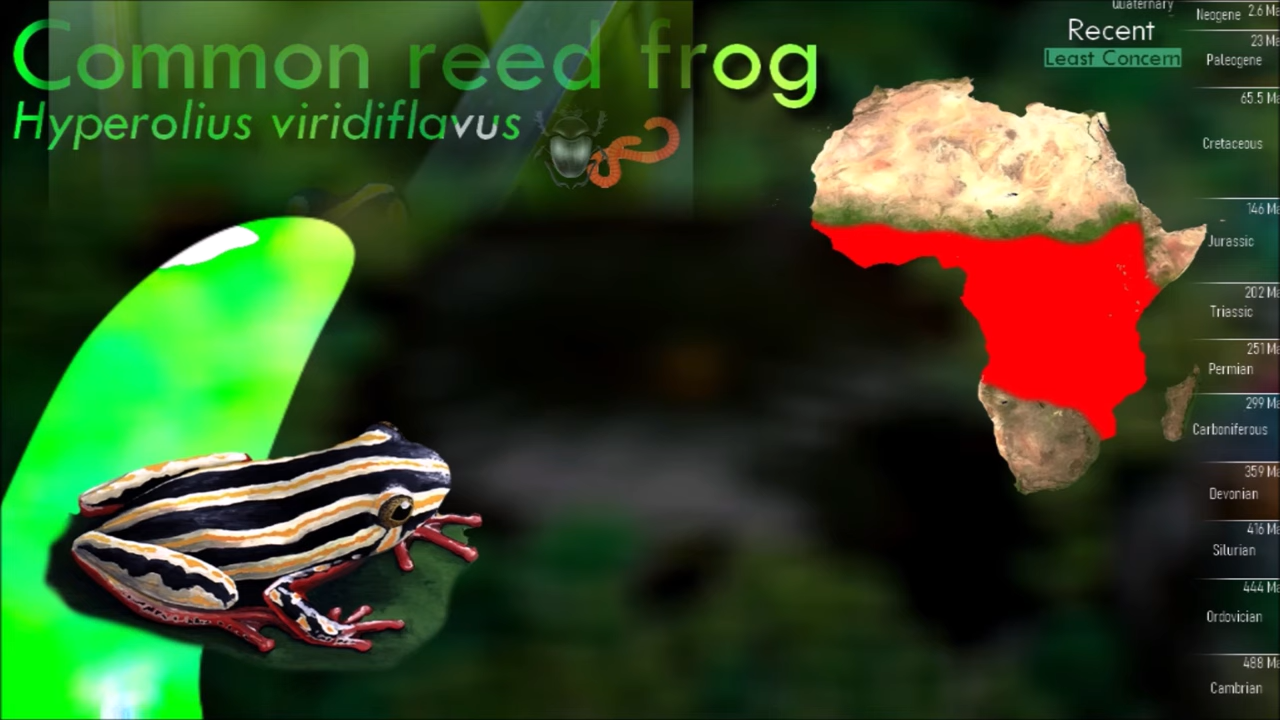 Common reed frog
Hyperolius viridiflavus
Quaternary
Recent
Least Concern
Neogene
2.6 Ma
23 Ma
Paleogene
65.5 Ma
Cretaceous
146 Ma
Jurassic
202 Ma
Triassic
251 Ma
Permian
299 Ma
Carboniferous
359 Ma
Devonian
416 Ma
Silurian
444 Ma
Ordovician
488 Ma
Cambrian